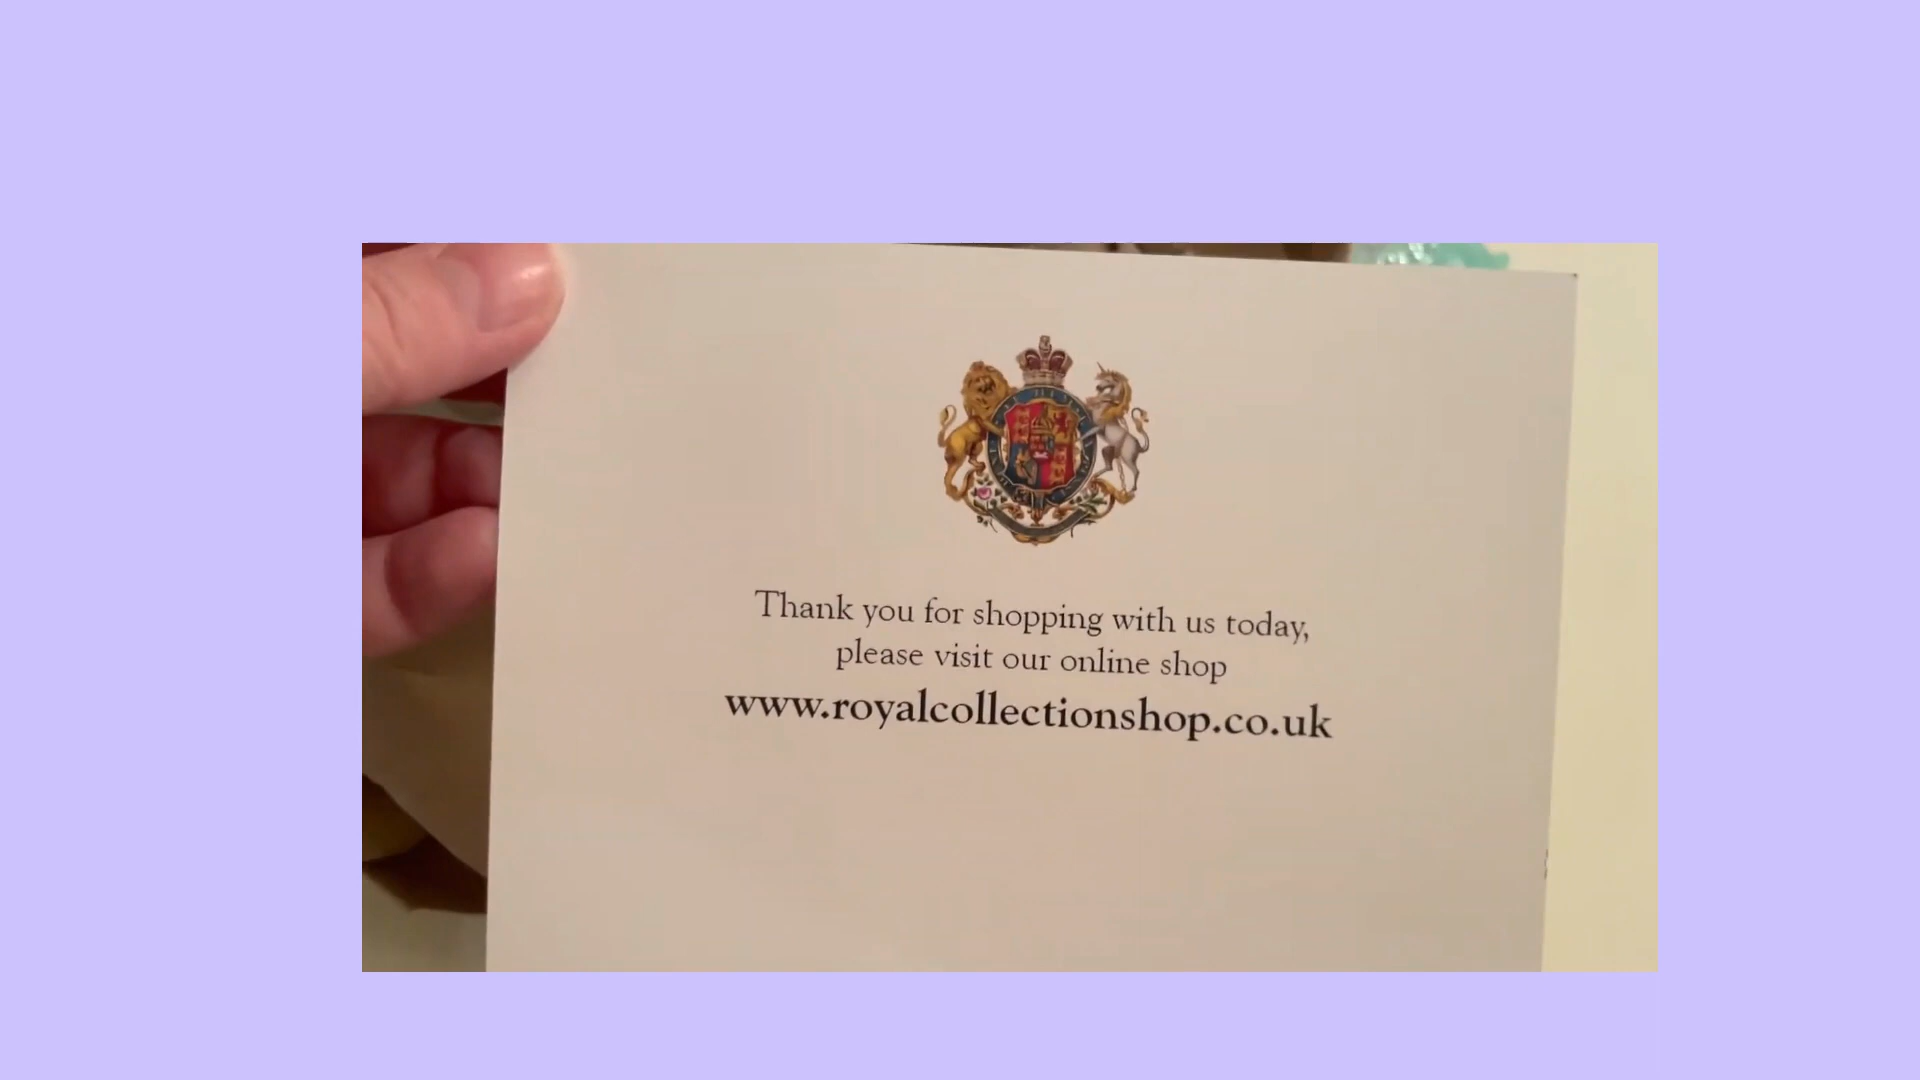 Thank you for shopping with us today,
please visit our online shop
www.royalcollectionshop.co.uk